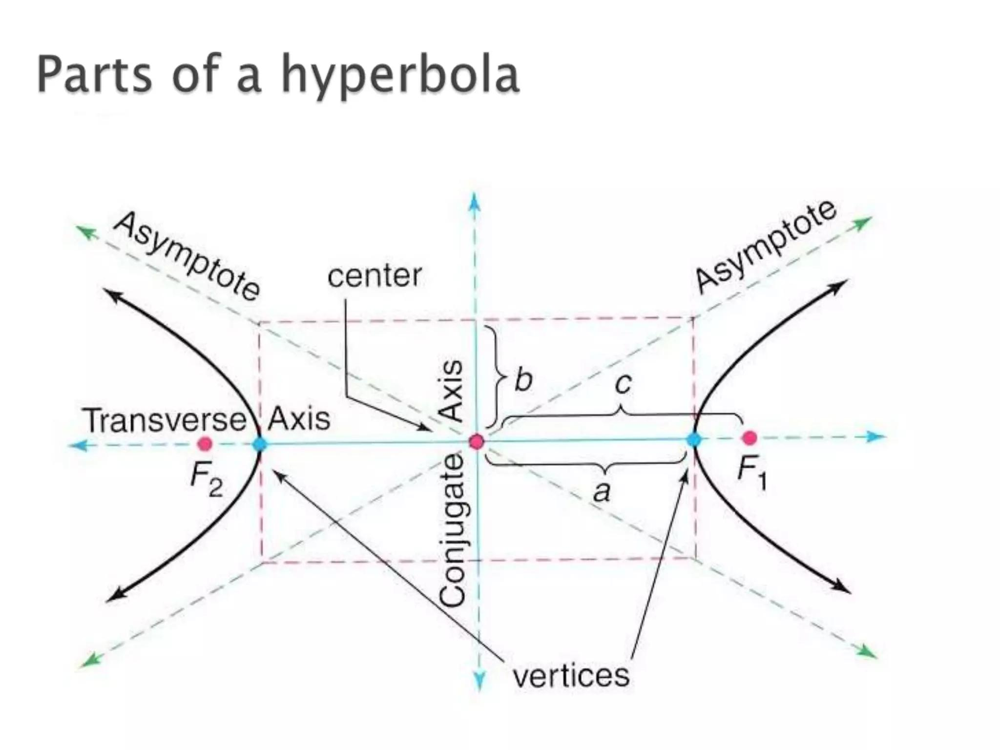 Parts of a hyperbola
Asymptote
Asymptote
center
b
c
Transverse Axis
Conjugate Axis
F₂
F₁
a
vertices